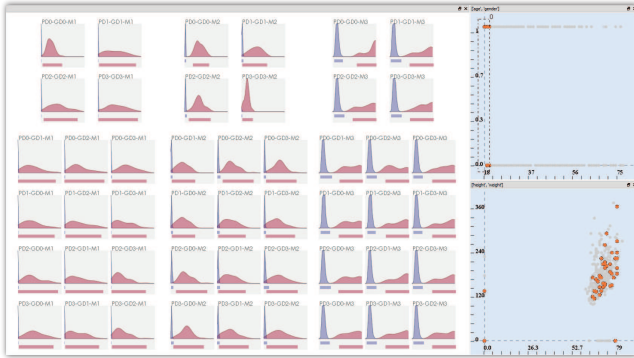 PD0-GD0-M1 PD1-GD1-M1 PD0-GD0-M2 PD1-GD1-M2 PD0-GD0-M3 PD1-GD1-M3
PD2-GD2-M1 PD3-GD3-M1 PD2-GD2-M2 PD3-GD3-M2 PD2-GD2-M3 PD3-GD3-M3
PD0-GD1-M1 PD0-GD2-M1 PD0-GD3-M1 PD0-GD1-M2 PD0-GD2-M2 PD0-GD3-M2 PD0-GD1-M3 PD0-GD2-M3 PD0-GD3-M3
PD1-GD0-M1 PD1-GD2-M1 PD1-GD3-M1 PD1-GD0-M2 PD1-GD2-M2 PD1-GD3-M2 PD1-GD0-M3 PD1-GD2-M3 PD1-GD3-M3
PD2-GD0-M1 PD2-GD1-M1 PD2-GD3-M1 PD2-GD0-M2 PD2-GD1-M2 PD2-GD3-M2 PD2-GD0-M3 PD2-GD1-M3 PD2-GD3-M3
PD3-GD0-M1 PD3-GD1-M1 PD3-GD2-M1 PD3-GD0-M2 PD3-GD1-M2 PD3-GD2-M2 PD3-GD0-M3 PD3-GD1-M3 PD3-GD2-M3
['age', 'gender']
0
1.1
0.7
0.3
0.0
18 37 56 75
['height', 'weight']
360
240
120
0
0.0 26.3 52.7 79